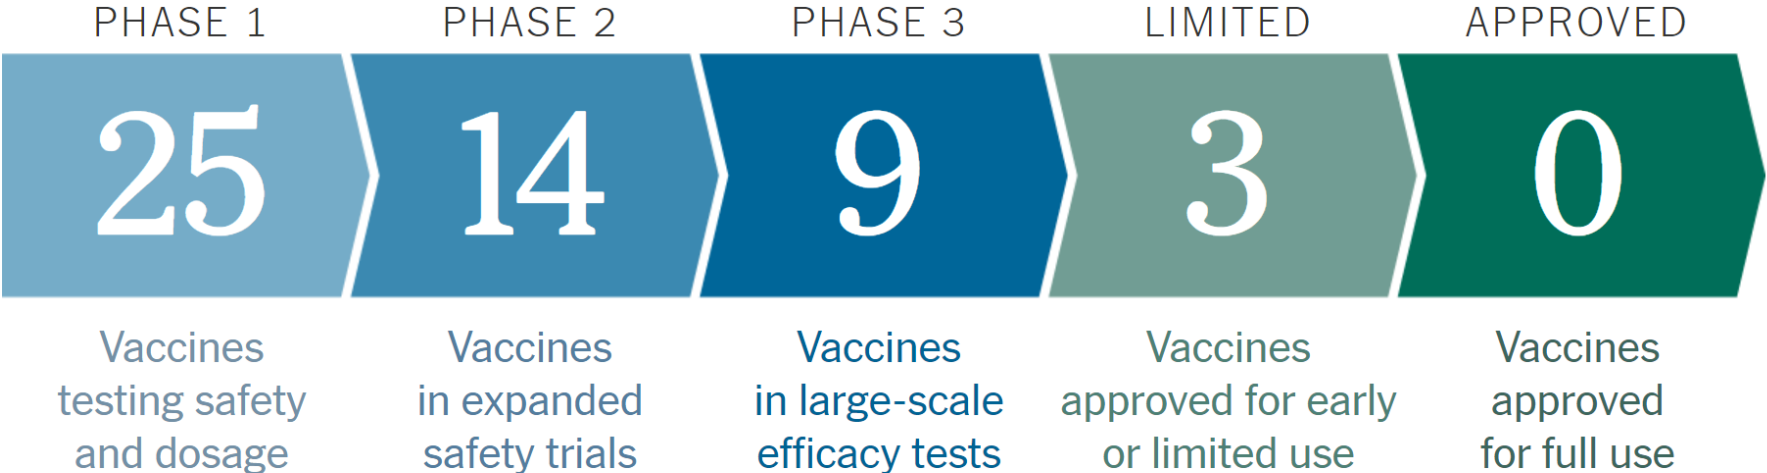 PHASE 1 PHASE 2 PHASE 3 LIMITED APPROVED
25 14 9 3 0
Vaccines Vaccines Vaccines Vaccines Vaccines
testing safety in expanded in large-scale approved for early approved
and dosage safety trials efficacy tests or limited use for full use